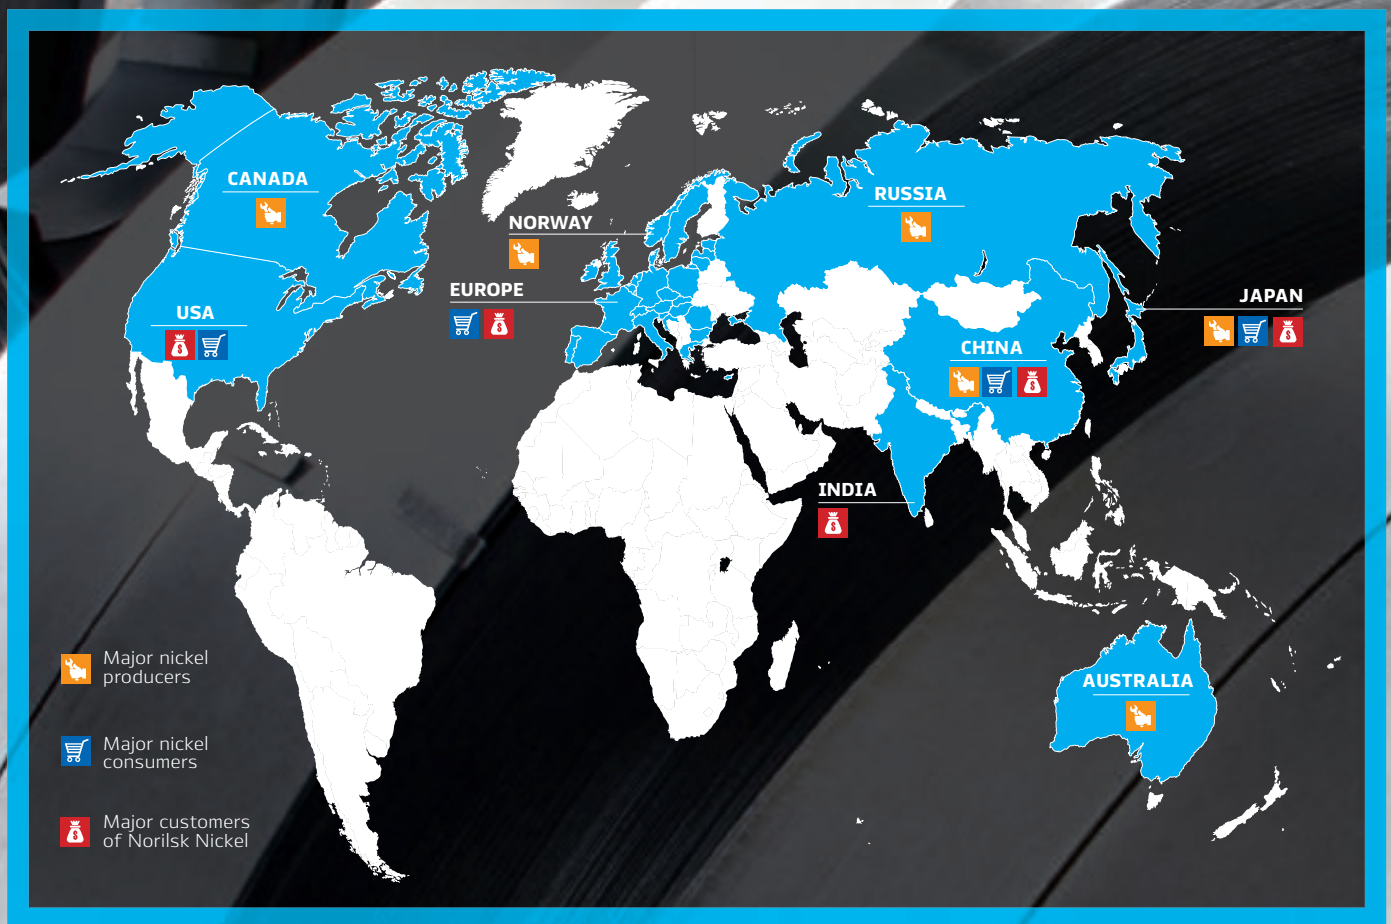 CANADA
NORWAY
RUSSIA
EUROPE
JAPAN
USA
CHINA
INDIA
AUSTRALIA
Major nickel
producers
Major nickel
consumers
Major customers
of Norilsk Nickel